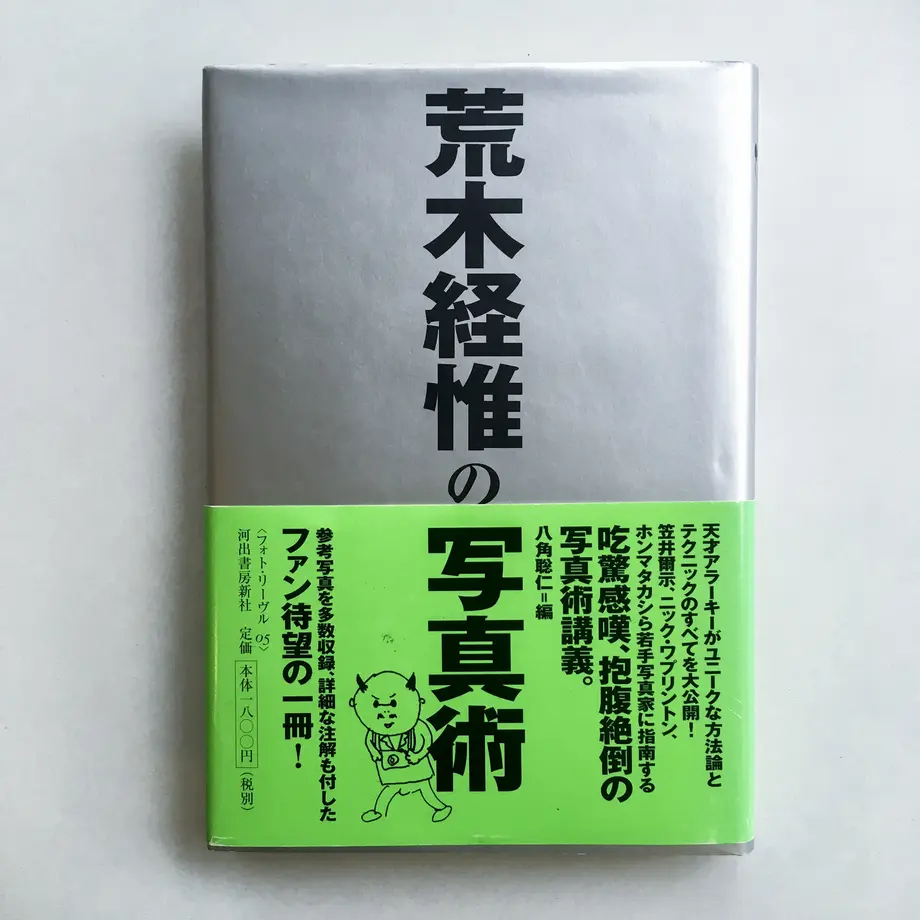 荒木経惟の写真術
天才アラーキーがユニークな方法論と
テクニックのすべてを大公開！
笠井爾示、ニック・ワプリントン、
ホンマタカシら若手写真家に指南する
吃驚感嘆、抱腹絶倒の
写真術講義。
八角聡仁=編
参考写真を多数収録、詳細な注解も付した
ファン待望の一冊！
〈フォト・リーヴル 05〉
河出書房新社 定価 本体一八〇〇円(税別)